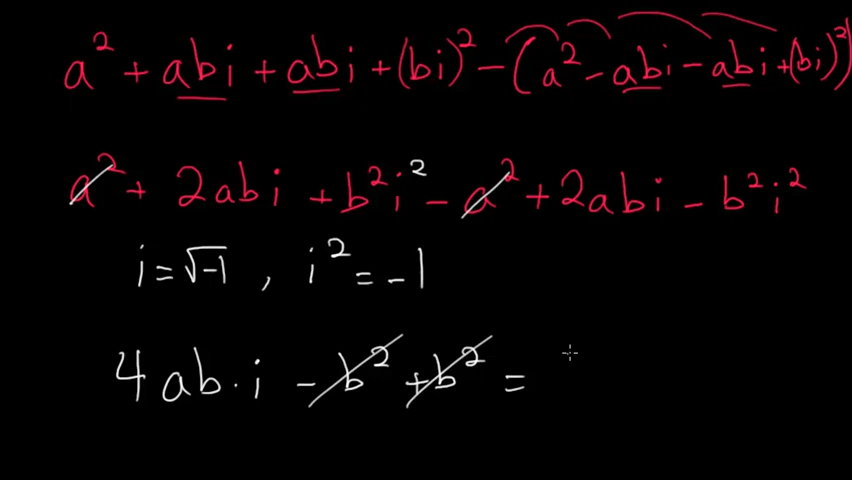 a² + abi + abi + (bi)² - (a² - abi - abi + (bi)²)
a² + 2abi + b²i² - a² + 2abi - b²i²
i = √-1 , i² = -1
4ab·i - b² + b² =